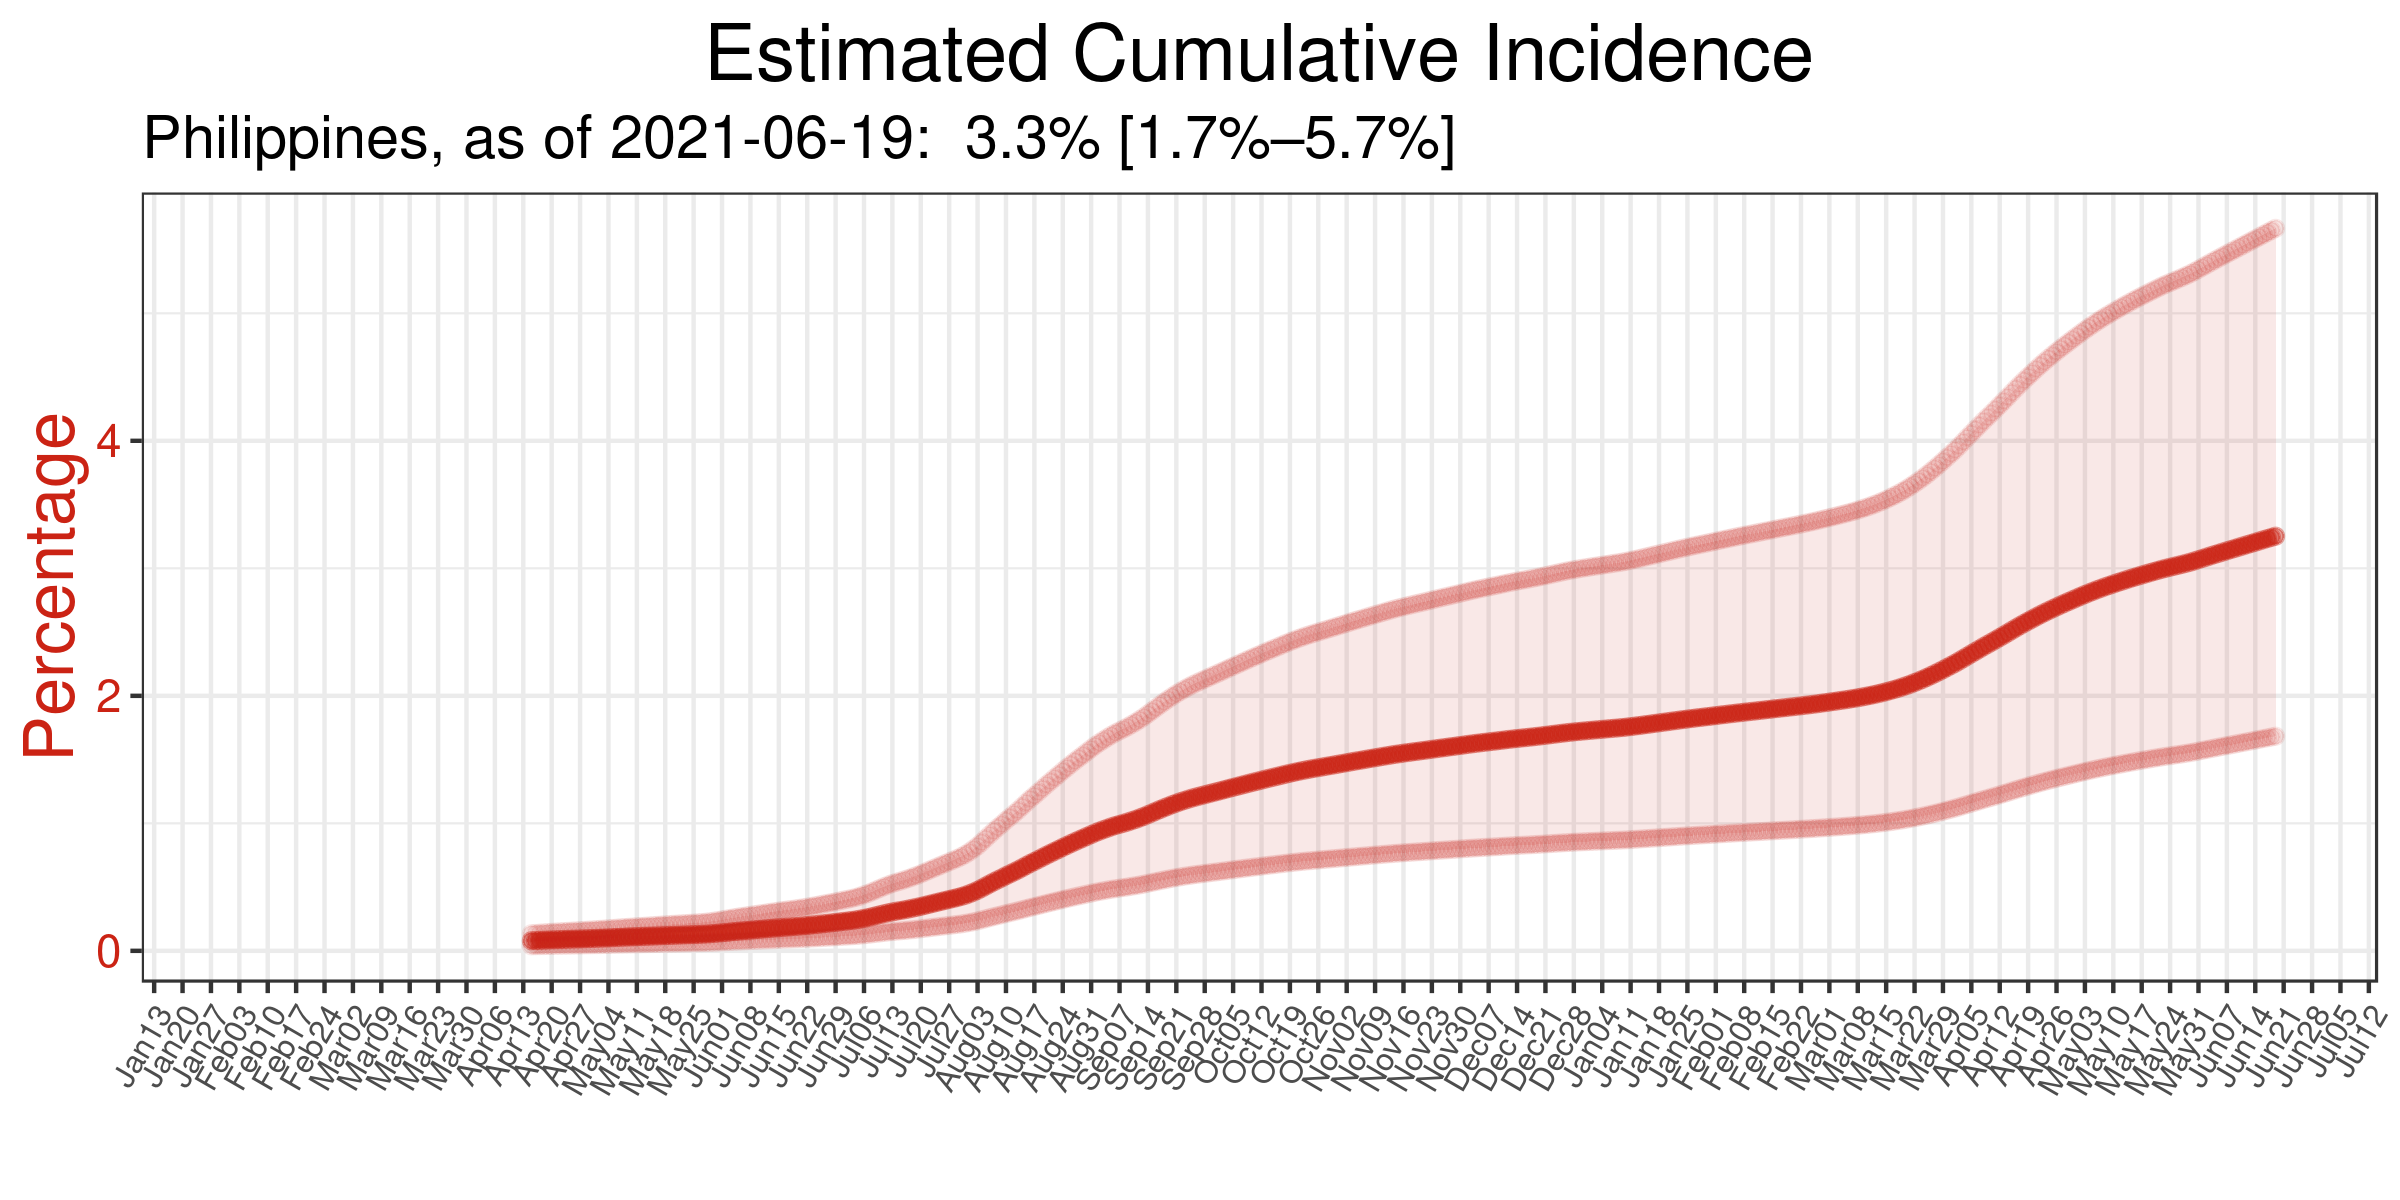 Estimated Cumulative Incidence
Philippines, as of 2021-06-19:  3.3% [1.7%–5.7%]
Percentage
4
2
0
Jan13
Jan20
Jan27
Feb03
Feb10
Feb17
Feb24
Mar02
Mar09
Mar16
Mar23
Mar30
Apr06
Apr13
Apr20
Apr27
May04
May11
May18
May25
Jun01
Jun08
Jun15
Jun22
Jun29
Jul06
Jul13
Jul20
Jul27
Aug03
Aug10
Aug17
Aug24
Aug31
Sep07
Sep14
Sep21
Sep28
Oct05
Oct12
Oct19
Oct26
Nov02
Nov09
Nov16
Nov23
Nov30
Dec07
Dec14
Dec21
Dec28
Jan04
Jan11
Jan18
Jan25
Feb01
Feb08
Feb15
Feb22
Mar01
Mar08
Mar15
Mar22
Mar29
Apr05
Apr12
Apr19
Apr26
May03
May10
May17
May24
May31
Jun07
Jun14
Jun21
Jun28
Jul05
Jul12